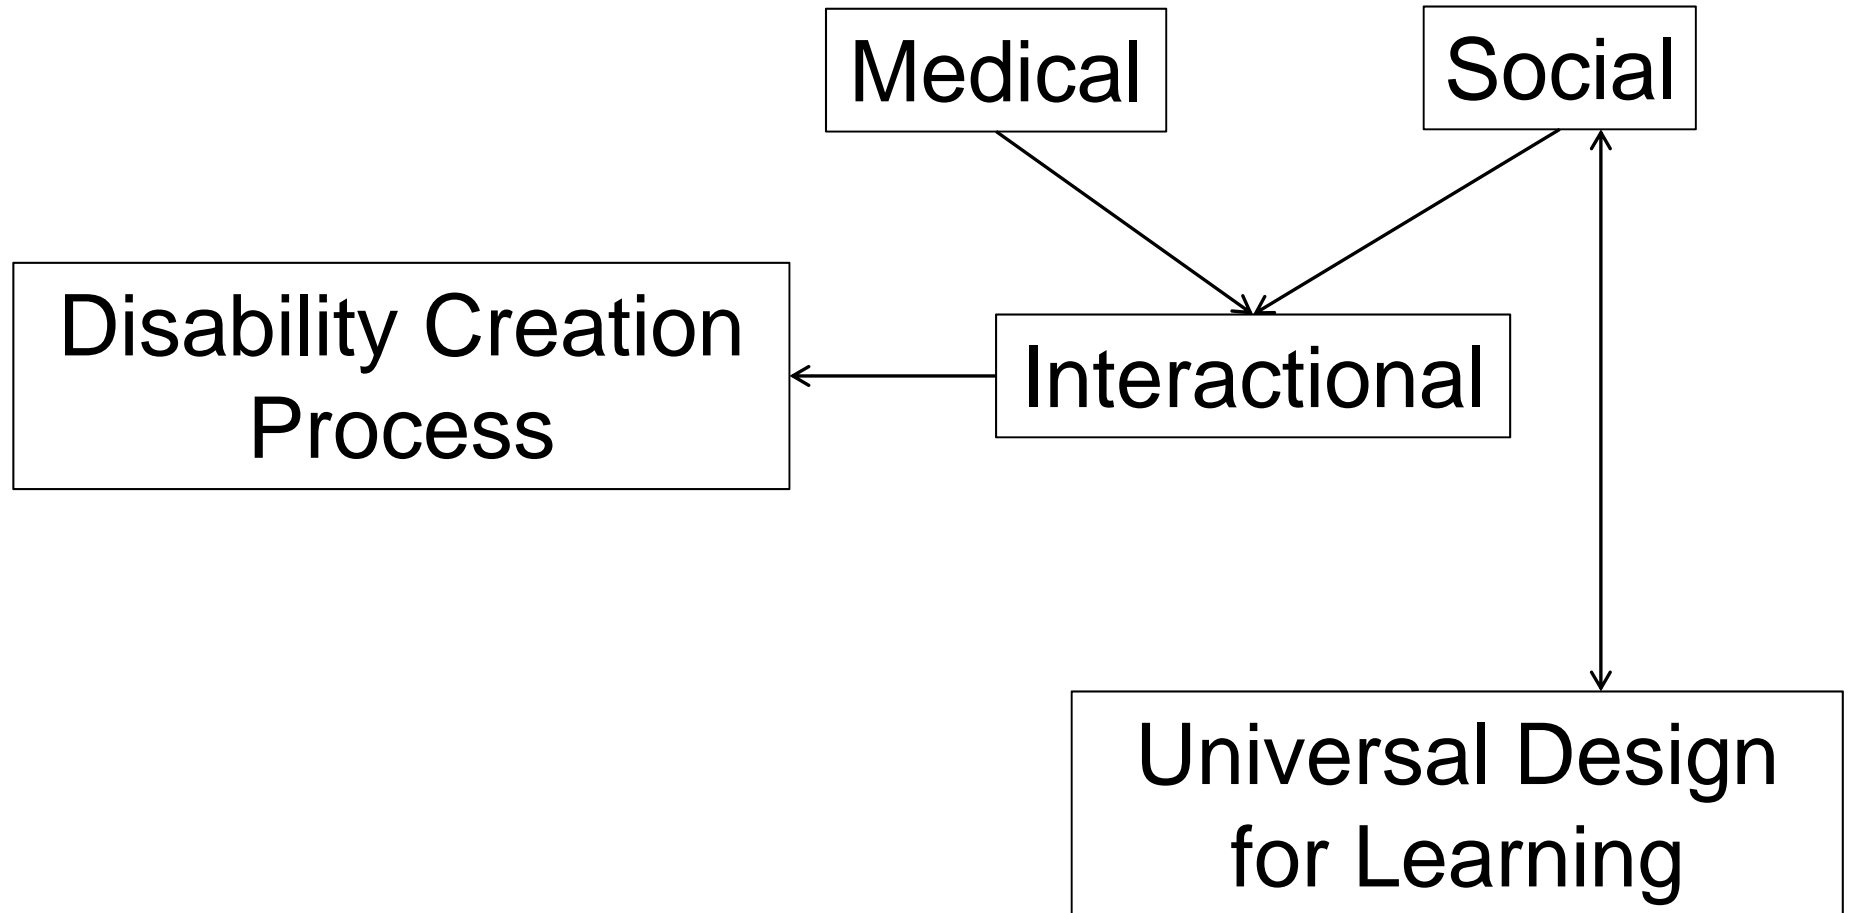 Medical
Social
Disability Creation
Process
Interactional
Universal Design
for Learning